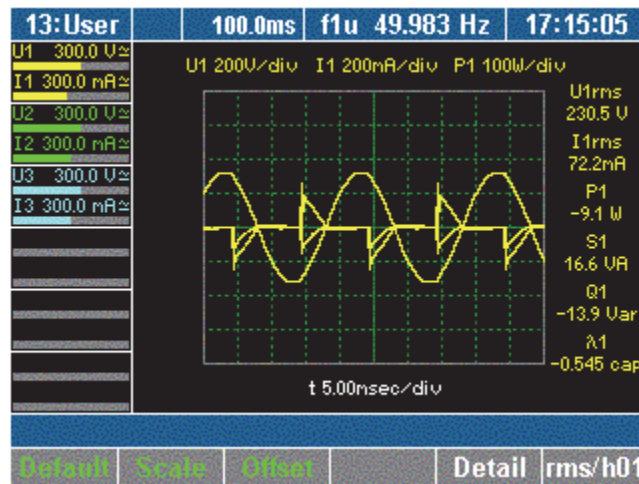 13:User 100.0ms f1u 49.983 Hz 17:15:05
U1 300.0 V≃
I1 300.0 mA≃
U2 300.0 V≃
I2 300.0 mA≃
U3 300.0 V≃
I3 300.0 mA≃
U1 200V/div I1 200mA/div P1 100W/div
U1rms
230.5 V
I1rms
72.2mA
P1
-9.1 W
S1
16.6 VA
Q1
-13.9 Var
λ1
-0.545 cap
t 5.00msec/div
Default Scale Offset Detail rms/h01